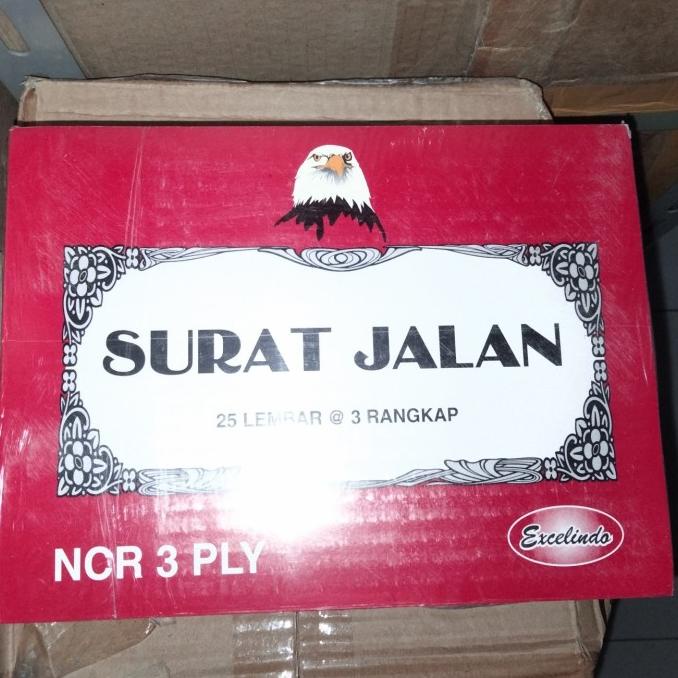 SURAT JALAN
25 LEMBAR @ 3 RANGKAP
NCR 3 PLY
Excelindo